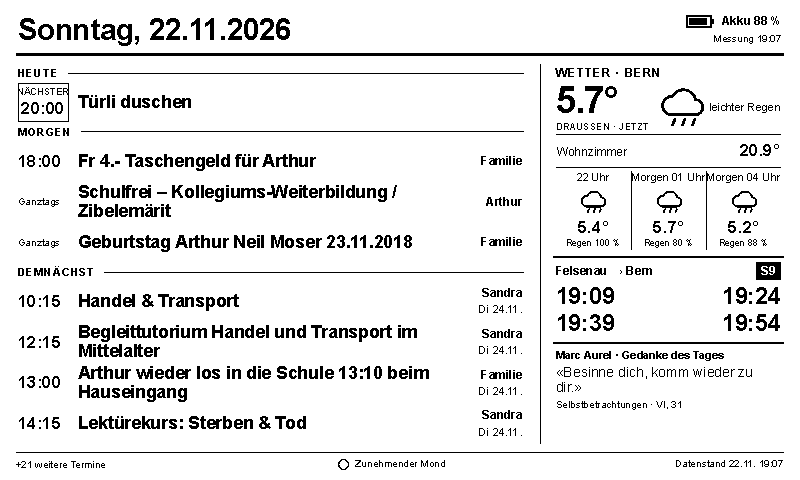 Sonntag, 22.11.2026
Akku 88 %
Messung 19:07
HEUTE
NÄCHSTER
20:00 Türli duschen
MORGEN
18:00 Fr 4.- Taschengeld für Arthur Familie
Ganztags Schulfrei – Kollegiums-Weiterbildung / Zibelemärit Arthur
Ganztags Geburtstag Arthur Neil Moser 23.11.2018 Familie
DEMNÄCHST
10:15 Handel & Transport Sandra
Di 24.11.
12:15 Begleittutorium Handel und Transport im Mittelalter Sandra
Di 24.11.
13:00 Arthur wieder los in die Schule 13:10 beim Hauseingang Familie
Di 24.11.
14:15 Lektürekurs: Sterben & Tod Sandra
Di 24.11.
WETTER · BERN
5.7° leichter Regen
DRAUSSEN · JETZT
Wohnzimmer 20.9°
22 Uhr Morgen 01 Uhr Morgen 04 Uhr
5.4° 5.7° 5.2°
Regen 100 % Regen 80 % Regen 88 %
Felsenau › Bern S9
19:09 19:24
19:39 19:54
Marc Aurel · Gedanke des Tages
«Besinne dich, komm wieder zu
dir.»
Selbstbetrachtungen · VI, 31
+21 weitere Termine
Zunehmender Mond
Datenstand 22.11. 19:07